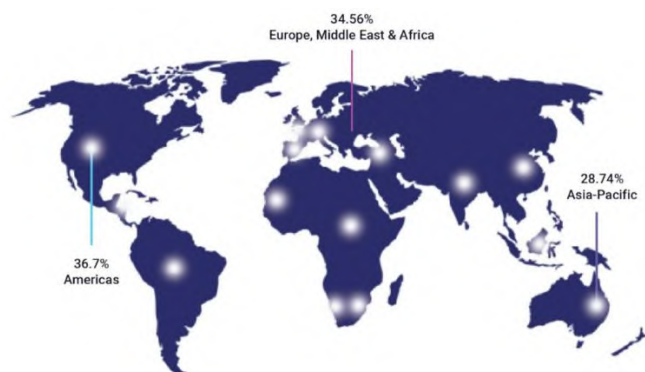 34.56%
Europe, Middle East & Africa
28.74%
Asia-Pacific
36.7%
Americas